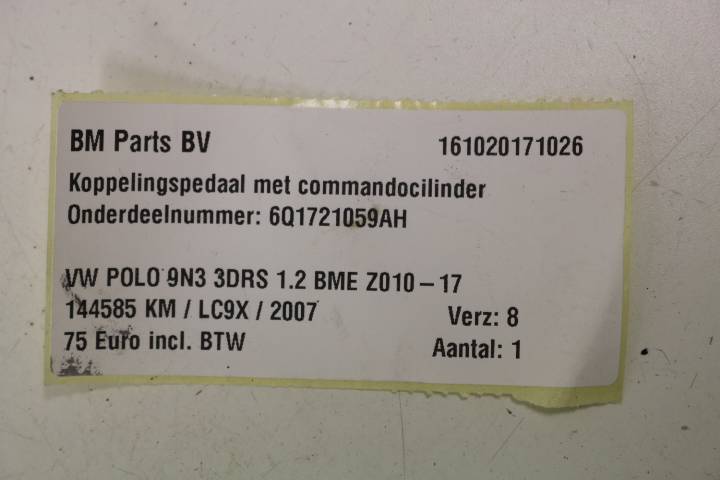 BM Parts BV 161020171026
Koppelingspedaal met commandocilinder
Onderdeelnummer: 6Q1721059AH
VW POLO 9N3 3DRS 1.2 BME Z010-17
144585 KM / LC9X / 2007 Verz: 8
75 Euro incl. BTW Aantal: 1